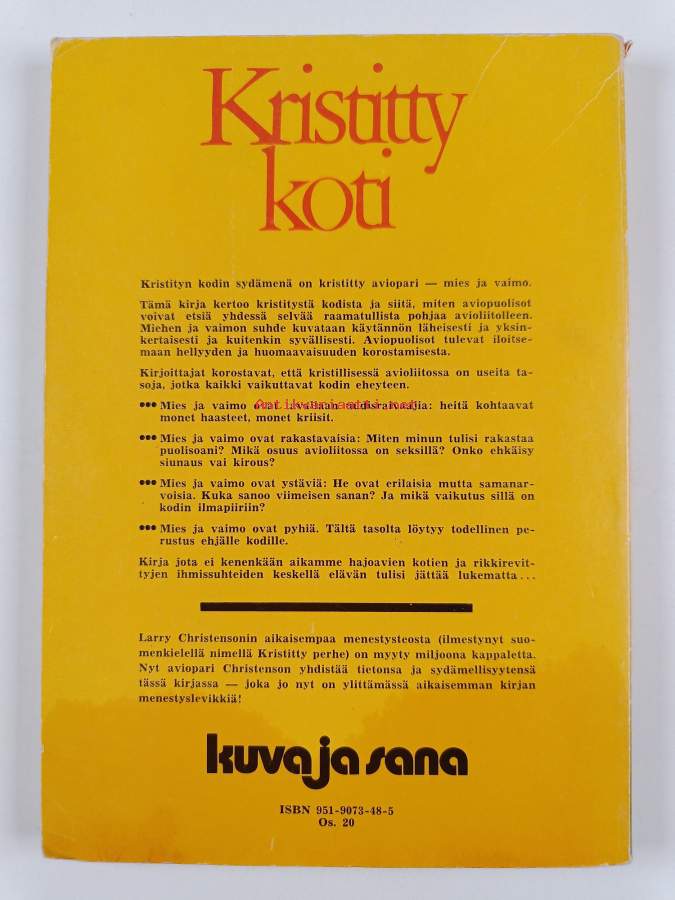 Kristitty
koti
Kristityn kodin sydämenä on kristitty aviopari — mies ja vaimo.
Tämä kirja kertoo kristitystä kodista ja siitä, miten aviopuolisot
voivat etsiä yhdessä selvää raamatullista pohjaa avioliitolleen.
Miehen ja vaimon suhde kuvataan käytännön läheisesti ja yksin-
kertaisesti ja kuitenkin syvällisesti. Aviopuolisot tulevat iloitse-
maan hellyyden ja huomaavaisuuden korostamisesta.
Kirjoittajat korostavat, että kristillisessä avioliitossa on useita ta-
soja, jotka kaikki vaikuttavat kodin eheyteen.
••• Mies ja vaimo ovat tavallisia : heitä kohtaavat
Antikvariaatti.net
monet haasteet, monet kriisit.
••• Mies ja vaimo ovat rakastavaisia: Miten minun tulisi rakastaa
puolisoani? Mikä osuus avioliitossa on seksillä? Onko ehkäisy
siunaus vai kirous?
••• Mies ja vaimo ovat ystäviä: He ovat erilaisia mutta samanar-
voisia. Kuka sanoo viimeisen sanan? Ja mikä vaikutus sillä on
kodin ilmapiiriin?
••• Mies ja vaimo ovat pyhiä. Tältä tasolta löytyy todellinen pe-
rustus ehjälle kodille.
Kirja jota ei kenenkään aikamme hajoavien kotien ja rikkirevit-
tyjen ihmissuhteiden keskellä elävän tulisi jättää lukematta...
Larry Christensonin aikaisempaa menestysteosta (ilmestynyt suo-
menkielellä nimellä Kristitty perhe) on myyty miljoona kappaletta.
Nyt aviopari Christenson yhdistää tietonsa ja sydämellisyytensä
tässä kirjassa — joka jo nyt on ylittämässä aikaisemman kirjan
menestyslevikkiä!
kuva ja sana
ISBN 951-9073-48-5
Os. 20